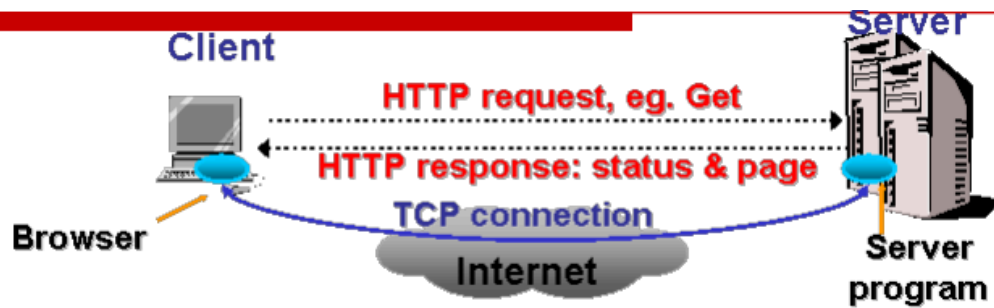 Client
Server
HTTP request, eg. Get
HTTP response: status & page
TCP connection
Browser
Internet
Server
program